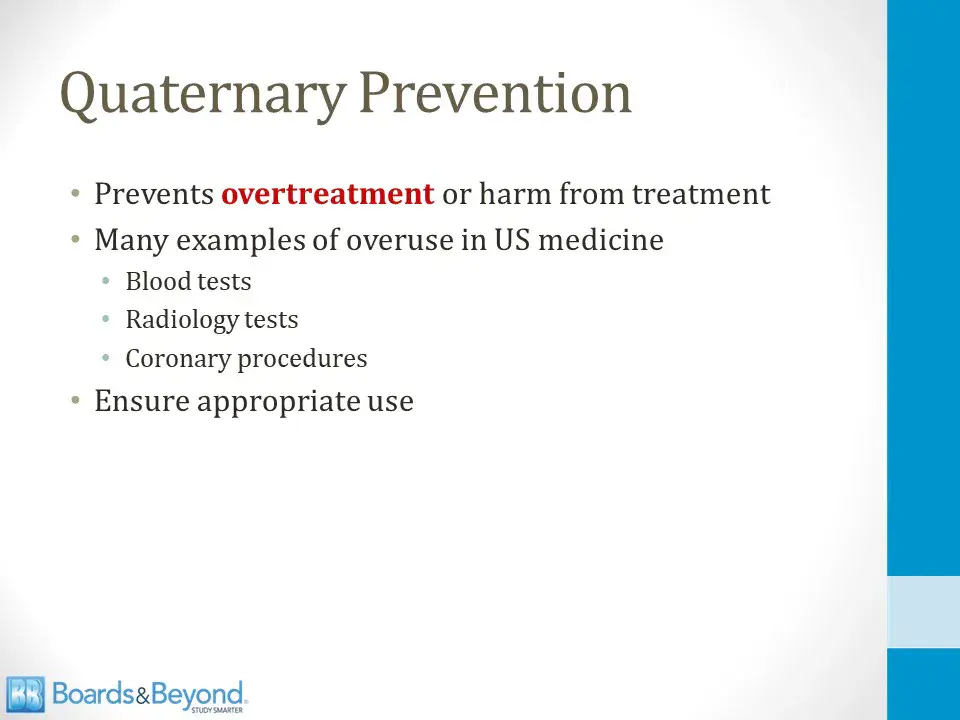 Quaternary Prevention
• Prevents overtreatment or harm from treatment
• Many examples of overuse in US medicine
• Blood tests
• Radiology tests
• Coronary procedures
• Ensure appropriate use
BB Boards&Beyond.
STUDY SMARTER